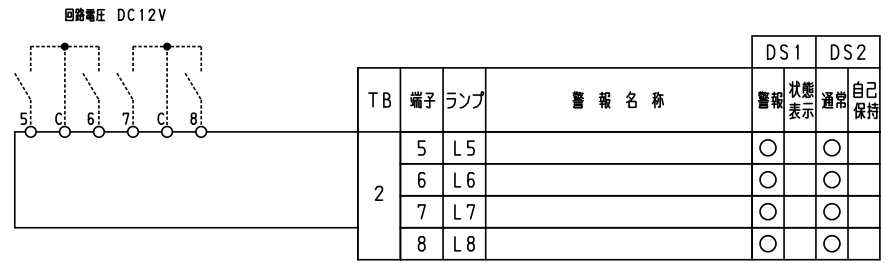 回路電圧 DC12V
5 C 6 7 C 8
DS1 DS2
TB 端子 ランプ 警報名称 警報 状態表示 通常 自己保持
2
5 L5 ○ ○
6 L6 ○ ○
7 L7 ○ ○
8 L8 ○ ○